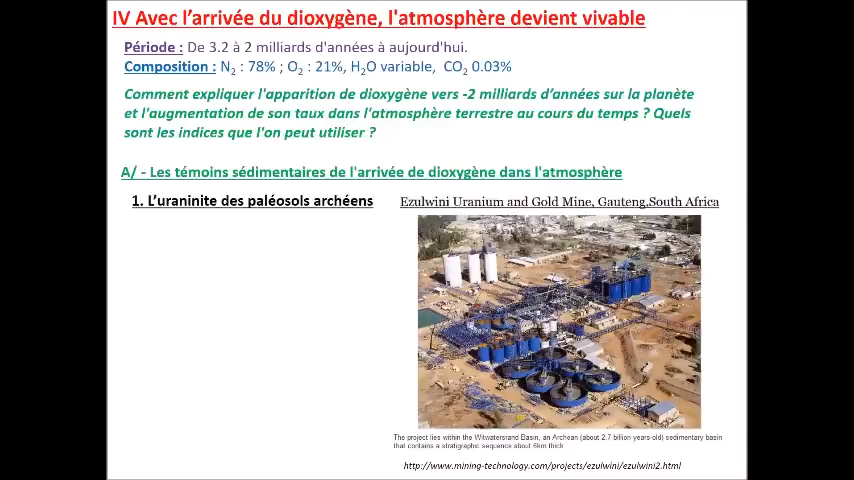 IV Avec l’arrivée du dioxygène, l'atmosphère devient vivable
Période : De 3.2 à 2 milliards d'années à aujourd'hui.
Composition : N2 : 78% ; O2 : 21%, H2O variable, CO2 0.03%
Comment expliquer l'apparition de dioxygène vers -2 milliards d’années sur la planète
et l'augmentation de son taux dans l'atmosphère terrestre au cours du temps ? Quels
sont les indices que l'on peut utiliser ?
A/ - Les témoins sédimentaires de l'arrivée de dioxygène dans l'atmosphère
1. L’uraninite des paléosols archéens
Ezulwini Uranium and Gold Mine, Gauteng,South Africa
The project lies within the Witwatersrand Basin, an Archean (about 2.7 billion years-old) sedimentary basin
that contains a stratigraphic sequence about 6km thick
http://www.mining-technology.com/projects/ezulwini/ezulwini2.html